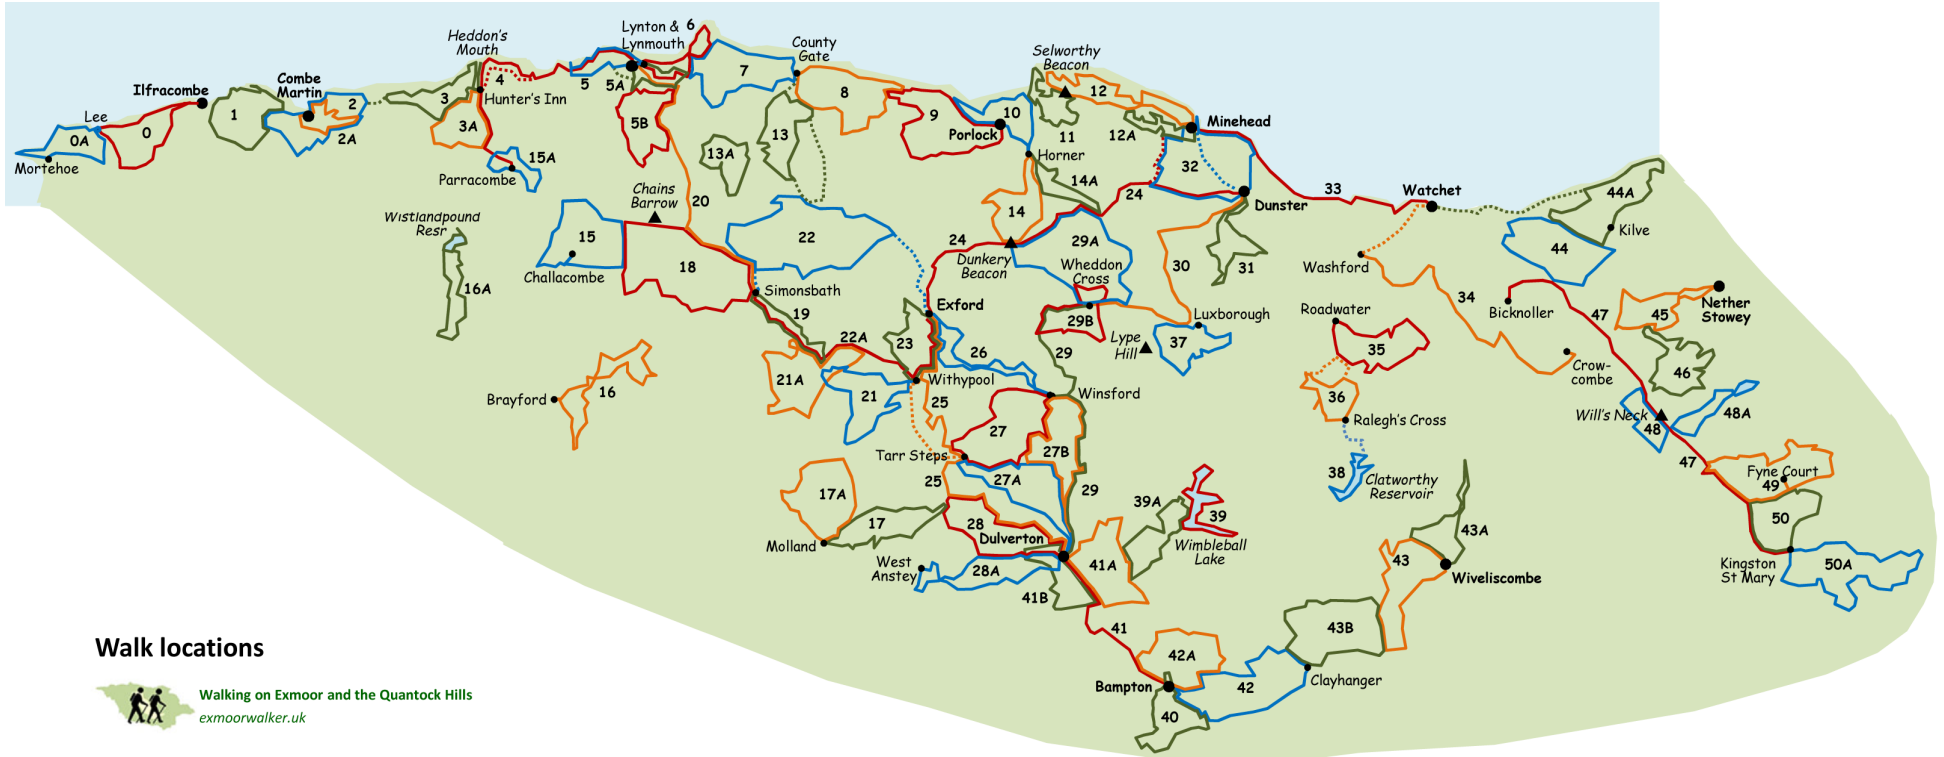 Lynton &
Lynmouth
6
Heddon's
Mouth
County
Gate
Selworthy
Beacon
Ilfracombe
Combe
Martin
4
5
5A
7
8
12
Hunter's Inn
Lee
0
1
2
3
9
10
Minehead
0A
2A
3A
5B
13
Porlock
11
12A
Mortehoe
15A
13A
Horner
32
Parracombe
14A
Chains
Barrow
20
14
24
33
Watchet
44A
Dunster
Wistlandpound
Resr
15
22
24
29A
Kilve
44
Challacombe
18
Dunkery
Beacon
Wheddon
Cross
30
31
Washford
16A
Simonsbath
Exford
34
Bicknoller
47
Nether
Stowey
45
19
22A
23
29B
Luxborough
Roadwater
26
29
Lype
Hill
37
35
Crow-
combe
46
21A
Withypool
16
Brayford
21
25
Winsford
36
Ralegh's Cross
Will's Neck
48A
48
27
27B
Tarr Steps
25
27A
29
38
Clatworthy
Reservoir
47
Fyne Court
49
17A
17
28
Dulverton
39A
39
Wimbleball
Lake
43A
50
Molland
West
Anstey
28A
41A
43
Wiveliscombe
Kingston
St Mary
50A
41B
41
43B
42A
Clayhanger
Bampton
42
40
Walk locations
Walking on Exmoor and the Quantock Hills
exmoorwalker.uk